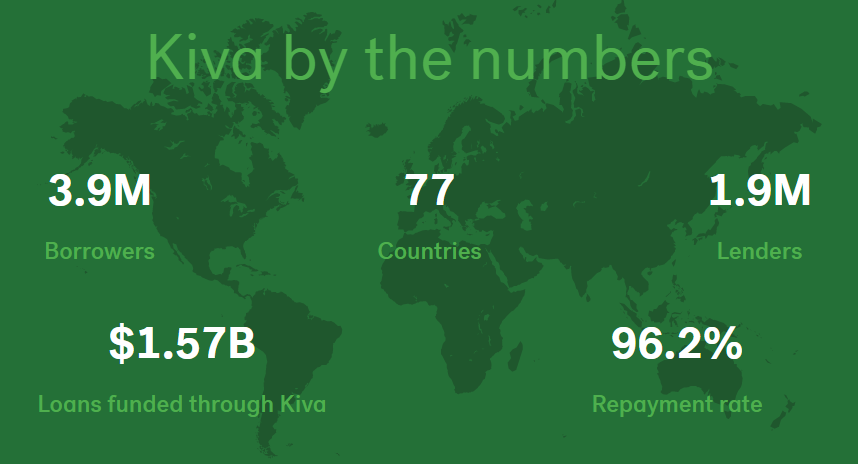 Kiva by the numbers
3.9M
77
1.9M
Borrowers
Countries
Lenders
$1.57B
96.2%
Loans funded through Kiva
Repayment rate